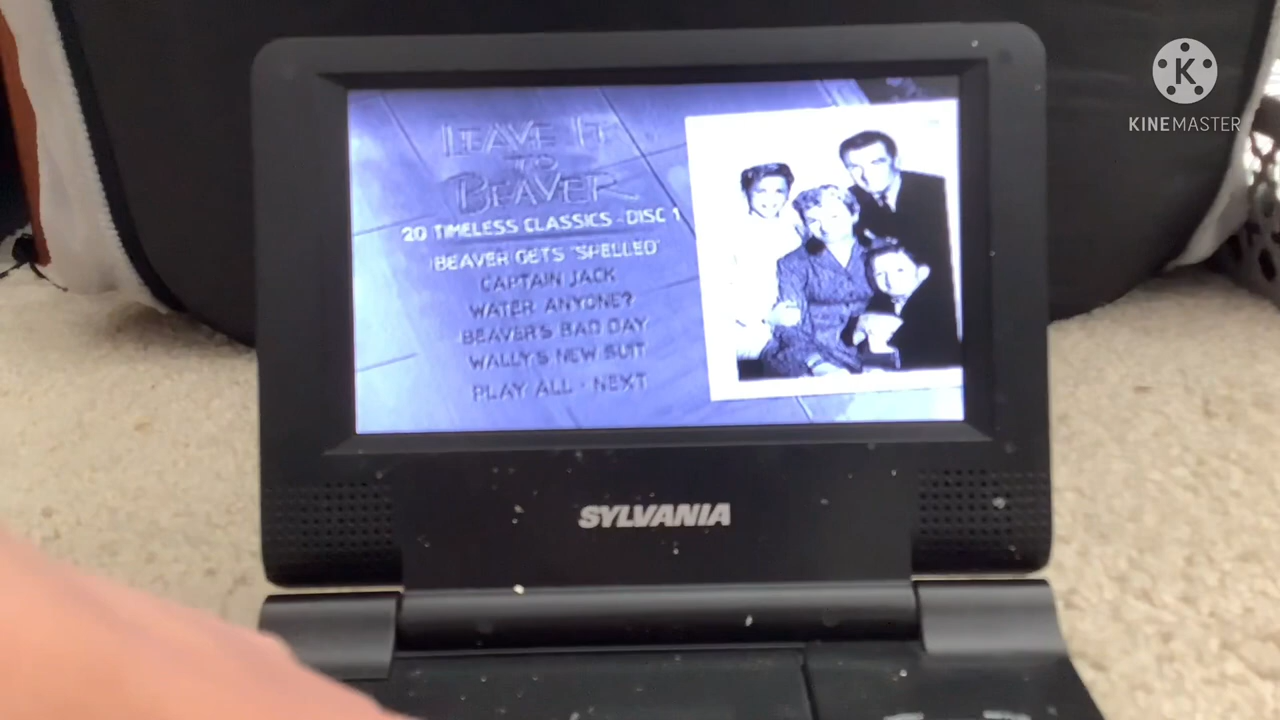 LEAVE IT
TO
BEAVER
20 TIMELESS CLASSICS - DISC 1
BEAVER GETS 'SPELLED'
CAPTAIN JACK
WATER ANYONE?
BEAVER'S BAD DAY
WALLY'S NEW SUIT
PLAY ALL - NEXT
SYLVANIA
K
KINEMASTER